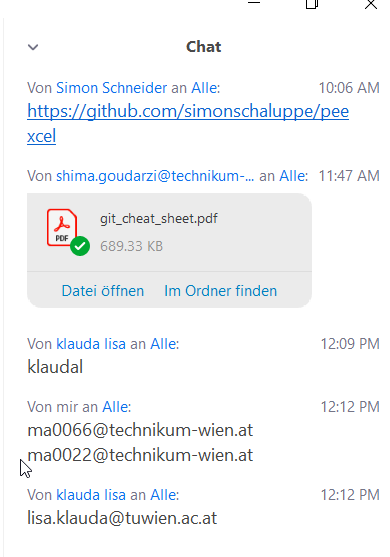 Chat
Von Simon Schneider an Alle: 10:06 AM
https://github.com/simonschaluppe/pee
xcel
Von shima.goudarzi@technikum-... an Alle: 11:47 AM
git_cheat_sheet.pdf
PDF
689.33 KB
Datei öffnen Im Ordner finden
Von klauda lisa an Alle: 12:09 PM
klaudal
Von mir an Alle: 12:12 PM
ma0066@technikum-wien.at
ma0022@technikum-wien.at
Von klauda lisa an Alle: 12:12 PM
lisa.klauda@tuwien.ac.at